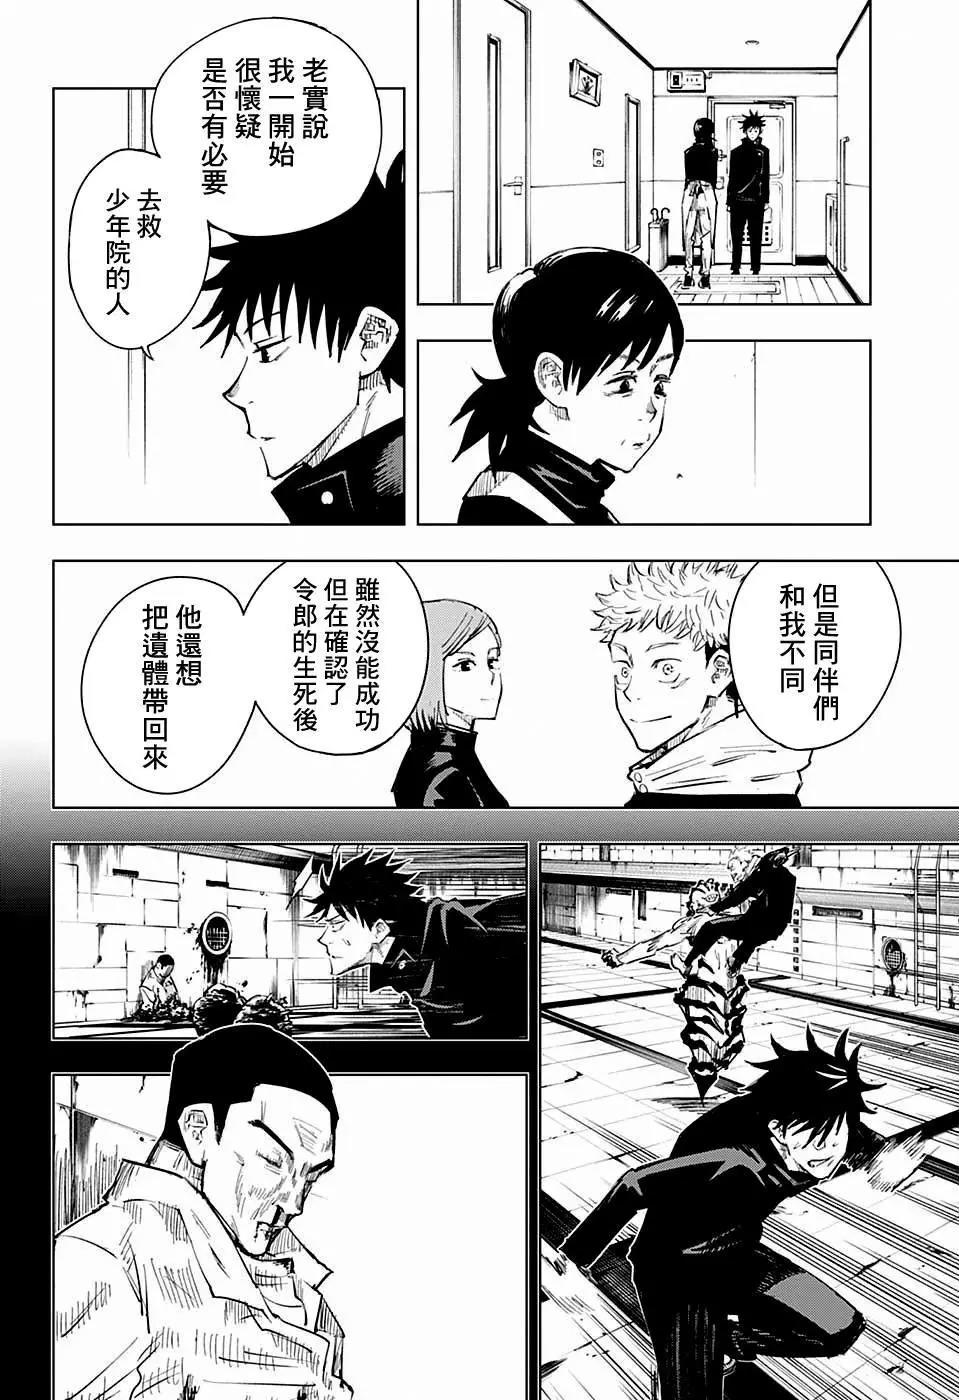 老實說
我一開始
很懷疑
是否有必要
去救
少年院的人
但是同伴們
和我不同
雖然沒能成功
但在確認了
令郎的生死後
他還想
把遺體帶回來